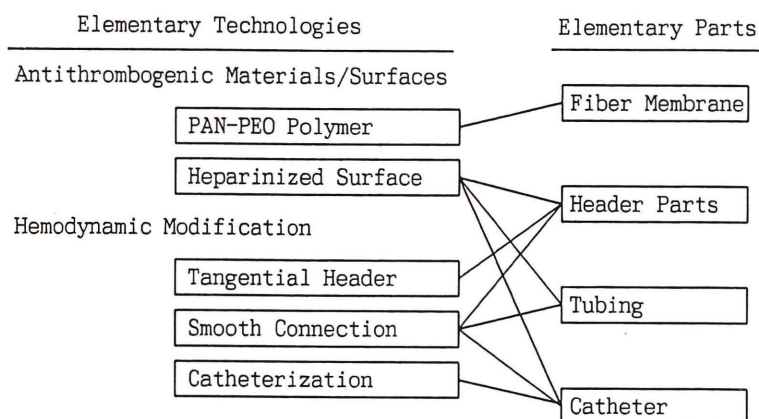 Elementary Technologies
Elementary Parts
Antithrombogenic Materials/Surfaces
Fiber Membrane
PAN-PEO Polymer
Heparinized Surface
Header Parts
Hemodynamic Modification
Tangential Header
Tubing
Smooth Connection
Catheterization
Catheter